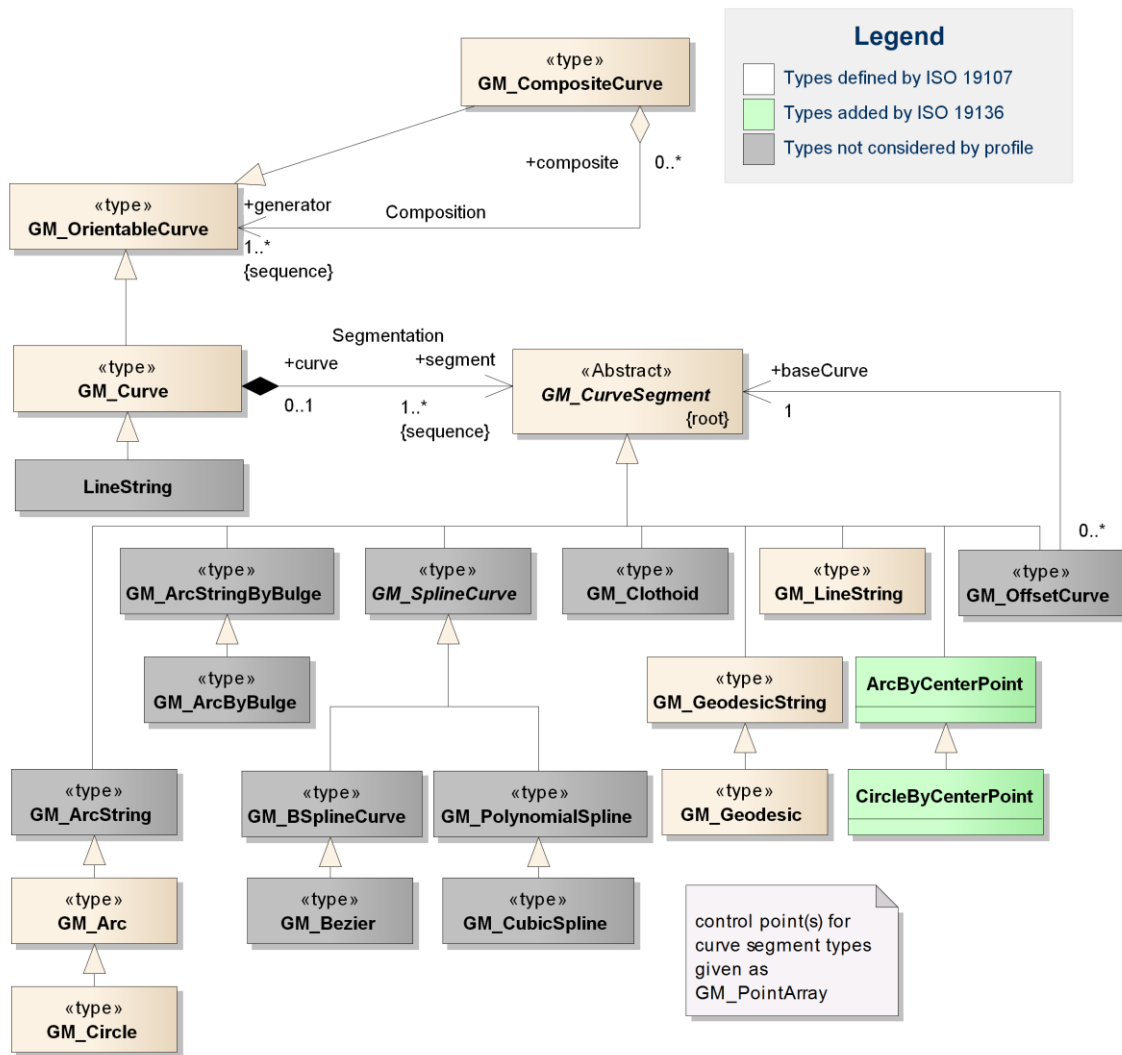 Legend
Types defined by ISO 19107
Types added by ISO 19136
Types not considered by profile
«type»
GM_CompositeCurve
+composite
0..*
«type»
GM_OrientableCurve
+generator
Composition
1..*
{sequence}
«type»
GM_Curve
Segmentation
+curve
+segment
0..1
1..*
{sequence}
«Abstract»
GM_CurveSegment
{root}
+baseCurve
1
LineString
0..*
«type»
GM_ArcStringByBulge
«type»
GM_SplineCurve
«type»
GM_Clothoid
«type»
GM_LineString
«type»
GM_OffsetCurve
«type»
GM_ArcByBulge
«type»
GM_GeodesicString
ArcByCenterPoint
«type»
GM_ArcString
«type»
GM_BSplineCurve
«type»
GM_PolynomialSpline
«type»
GM_Geodesic
CircleByCenterPoint
«type»
GM_Arc
«type»
GM_Bezier
«type»
GM_CubicSpline
control point(s) for
curve segment types
given as
GM_PointArray
«type»
GM_Circle